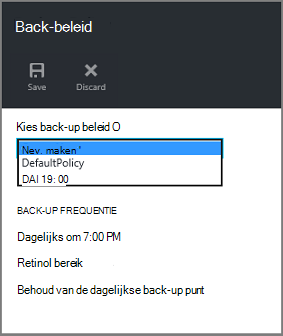 Back-beleid
Save Discard
Kies back-up beleid O
Nev. maken '
DefaultPolicy
DAI 19: 00
BACK-UP FREQUENTIE
Dagelijks om 7:00 PM
Retinol bereik
Behoud van de dagelijkse back-up punt